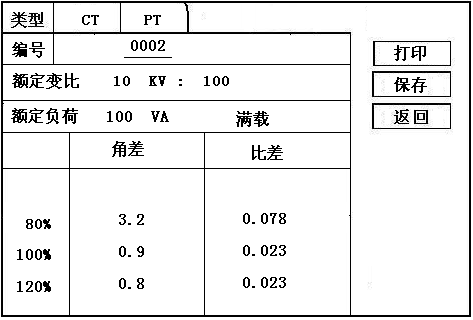 类型 CT PT
编号 0002
打印
额定变比 10 KV : 100
保存
额定负荷 100 VA 满载
返回
角差 比差
80% 3.2 0.078
100% 0.9 0.023
120% 0.8 0.023